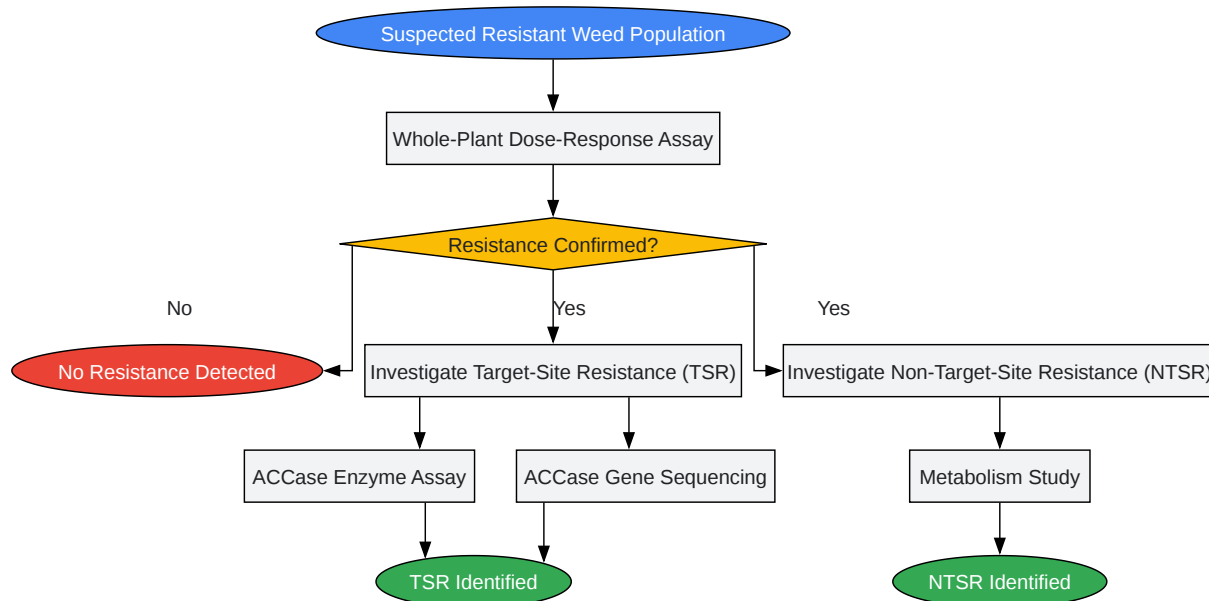 Suspected Resistant Weed Population
Whole-Plant Dose-Response Assay
Resistance Confirmed?
No
Yes
Yes
No Resistance Detected
Investigate Target-Site Resistance (TSR)
Investigate Non-Target-Site Resistance (NTSR)
ACCase Enzyme Assay
ACCase Gene Sequencing
Metabolism Study
TSR Identified
NTSR Identified